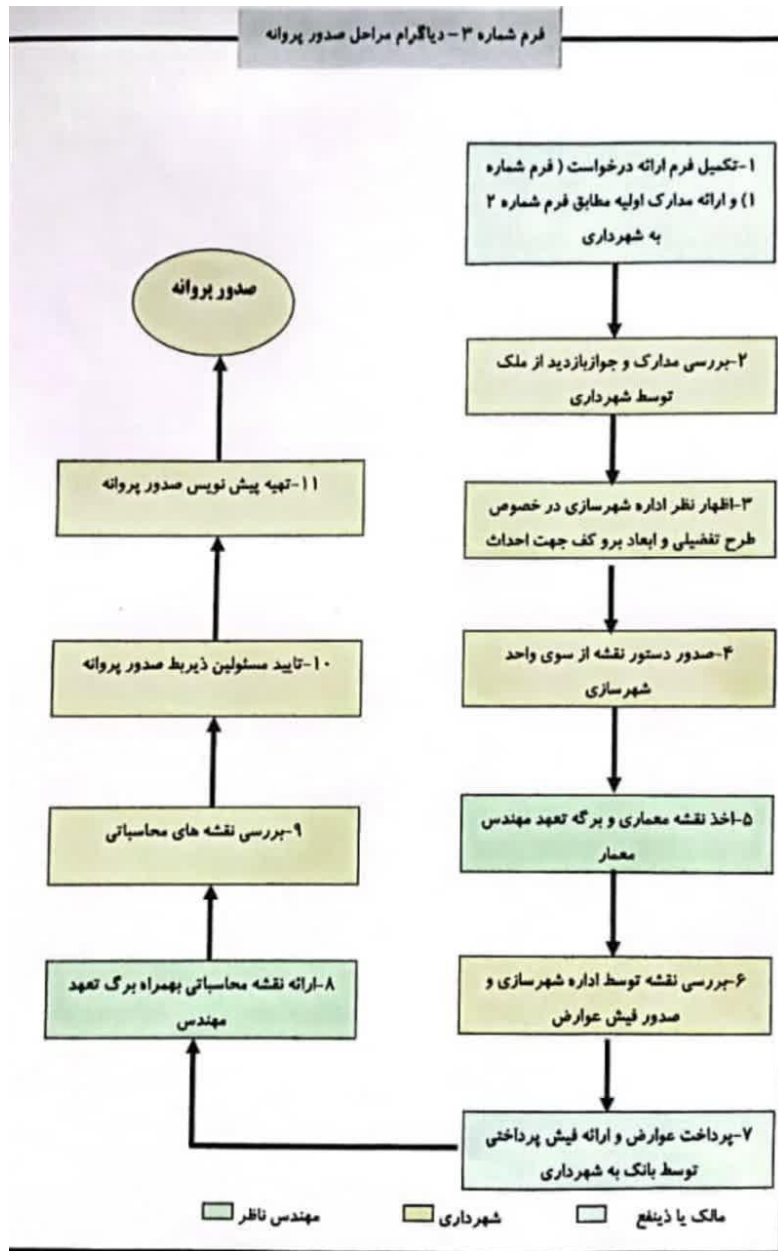 فرم شماره ۳ – دیاگرام مراحل صدور پروانه
۱-تکمیل فرم ارائه درخواست ( فرم شماره
۱) و ارائه مدارک اولیه مطابق فرم شماره ۲
به شهرداری
۲-بررسی مدارک و جوازبازدید از ملک
توسط شهرداری
۳-اظهار نظر اداره شهرسازی در خصوص
طرح تفضیلی و ابعاد برو کف جهت احداث
۴-صدور دستور نقشه از سوی واحد
شهرسازی
۵-اخذ نقشه معماری و برگه تعهد مهندس
معمار
۶-بررسی نقشه توسط اداره شهرسازی و
صدور فیش عوارض
۷-پرداخت عوارض و ارائه فیش پرداختی
توسط بانک به شهرداری
۸-ارائه نقشه محاسباتی بهمراه برگ تعهد
مهندس
۹-بررسی نقشه های محاسباتی
۱۰-تایید مسئولین ذیربط صدور پروانه
۱۱-تهیه پیش نویس صدور پروانه
صدور پروانه
مالک یا ذینفع
شهرداری
مهندس ناظر